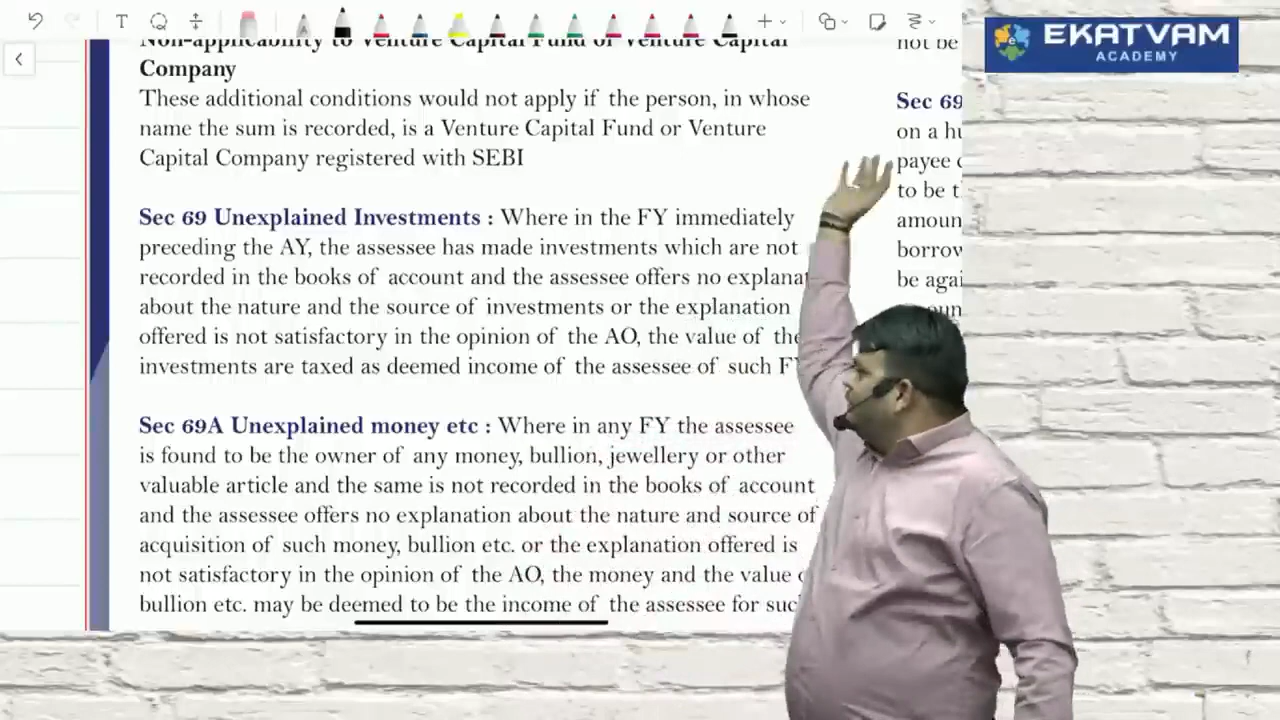 EKATVAM
ACADEMY
T
Non-applicability to Venture Capital Fund or Venture Capital
Company
These additional conditions would not apply if the person, in whose
name the sum is recorded, is a Venture Capital Fund or Venture
Capital Company registered with SEBI
Sec 69 Unexplained Investments : Where in the FY immediately
preceding the AY, the assessee has made investments which are not
recorded in the books of account and the assessee offers no
about the nature and the source of investments or the explanation
offered is not satisfactory in the opinion of the AO, the value of the
investments are taxed as deemed income of the assessee of such
Sec 69A Unexplained money etc : Where in any FY the assessee
is found to be the owner of any money, bullion, jewellery or other
valuable article and the same is not recorded in the books of account
and the assessee offers no explanation about the nature and source of
acquisition of such money, bullion etc. or the explanation offered is
not satisfactory in the opinion of the AO, the money and the value
bullion etc. may be deemed to be the income of the assessee for
not be
Sec 69
on a
payee
to be
be